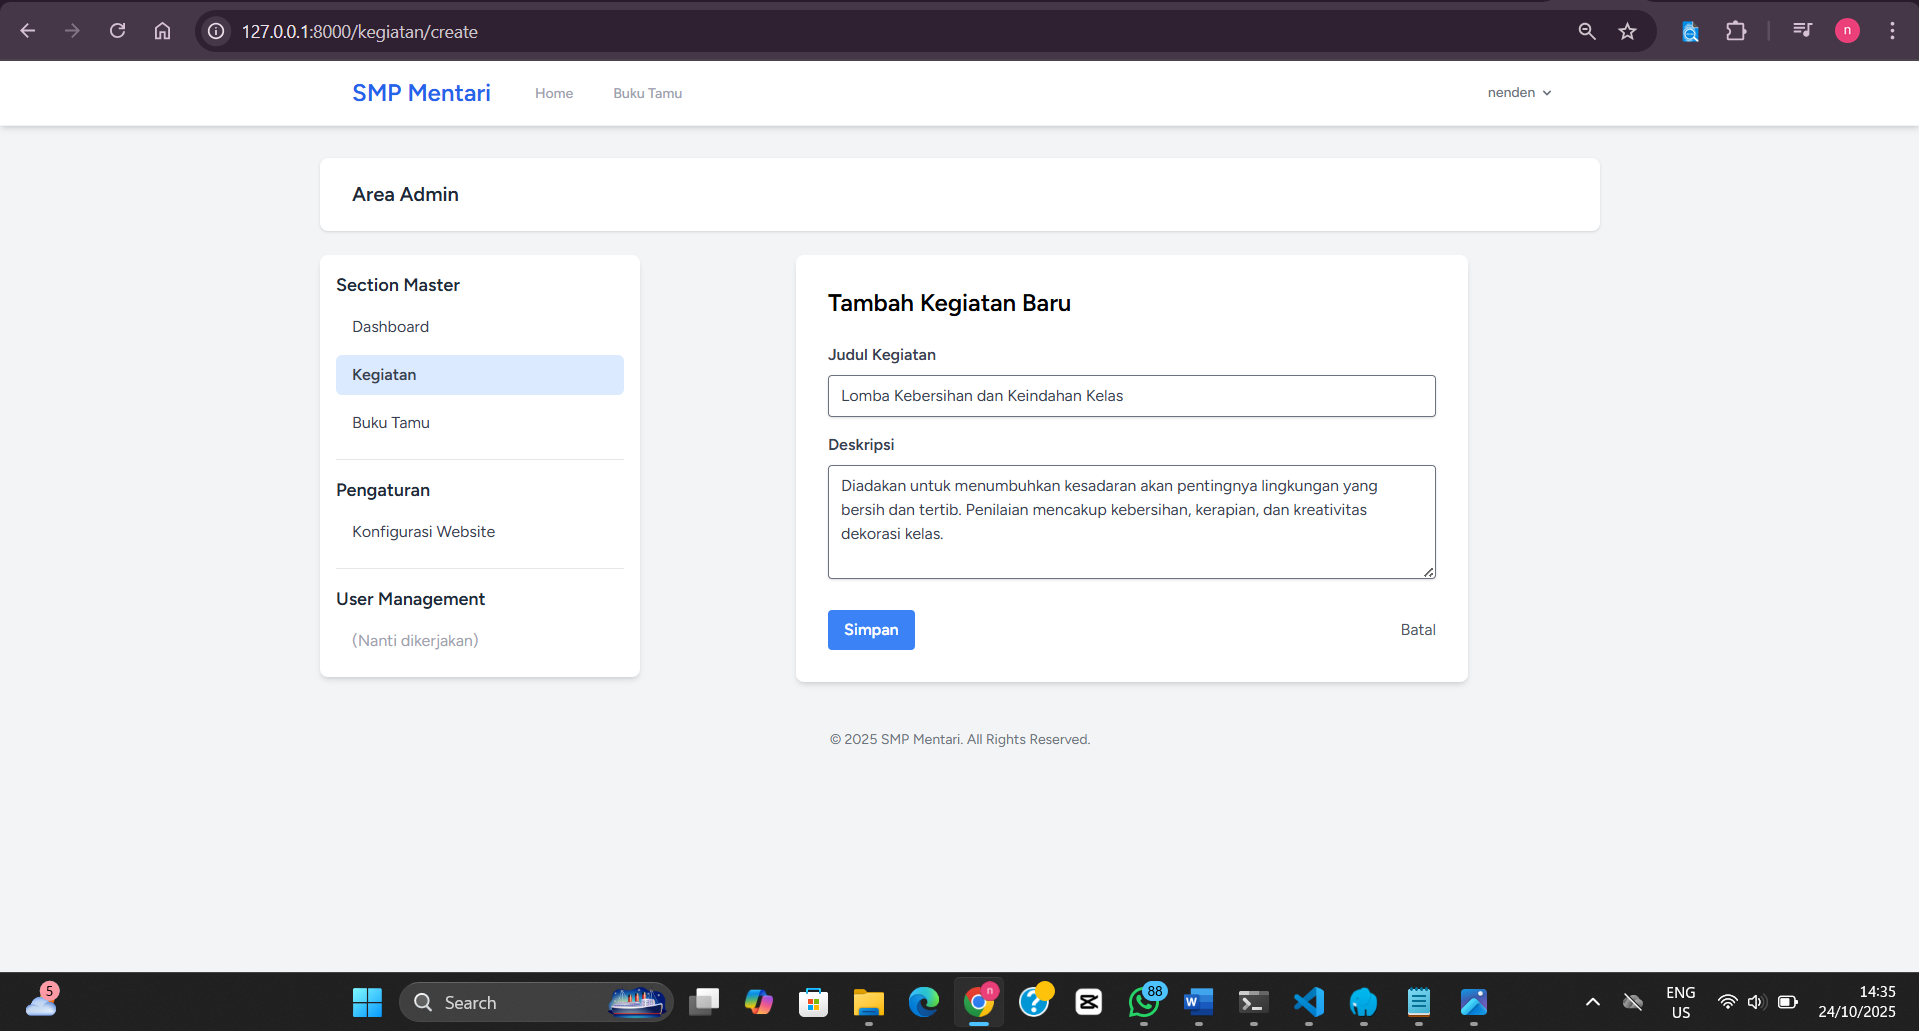 127.0.0.1:8000/kegiatan/create
n
SMP Mentari
Home
Buku Tamu
nenden
Area Admin
Section Master
Dashboard
Kegiatan
Buku Tamu
Pengaturan
Konfigurasi Website
User Management
(Nanti dikerjakan)
Tambah Kegiatan Baru
Judul Kegiatan
Lomba Kebersihan dan Keindahan Kelas
Deskripsi
Diadakan untuk menumbuhkan kesadaran akan pentingnya lingkungan yang
bersih dan tertib. Penilaian mencakup kebersihan, kerapian, dan kreativitas
dekorasi kelas.
Simpan
Batal
© 2025 SMP Mentari. All Rights Reserved.
5
Search
n
88
ENG
US
14:35
24/10/2025